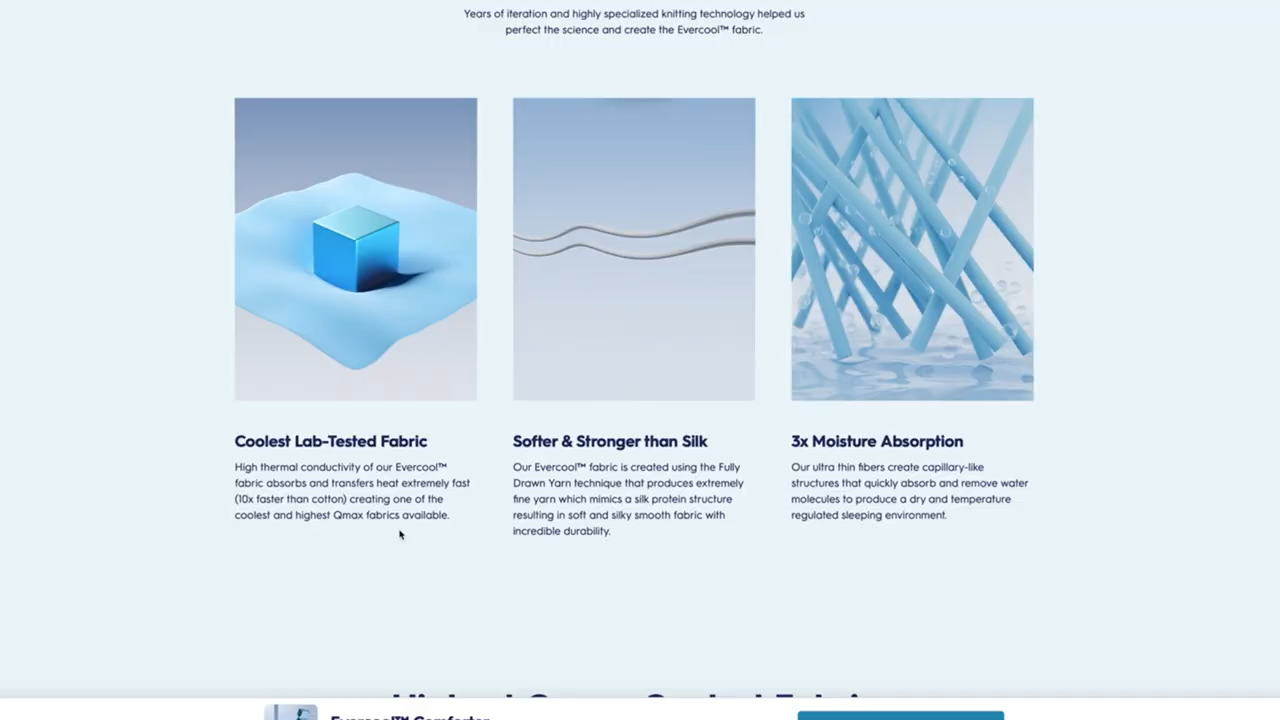 Years of iteration and highly specialized knitting technology helped us
perfect the science and create the Evercool™ fabric.
Coolest Lab-Tested Fabric
High thermal conductivity of our Evercool™
fabric absorbs and transfers heat extremely fast
(10x faster than cotton) creating one of the
coolest and highest Qmax fabrics available.
Softer & Stronger than Silk
Our Evercool™ fabric is created using the Fully
Drawn Yarn technique that produces extremely
fine yarn which mimics a silk protein structure
resulting in soft and silky smooth fabric with
incredible durability.
3x Moisture Absorption
Our ultra thin fibers create capillary-like
structures that quickly absorb and remove water
molecules to produce a dry and temperature
regulated sleeping environment.
Evercool™ Comforter